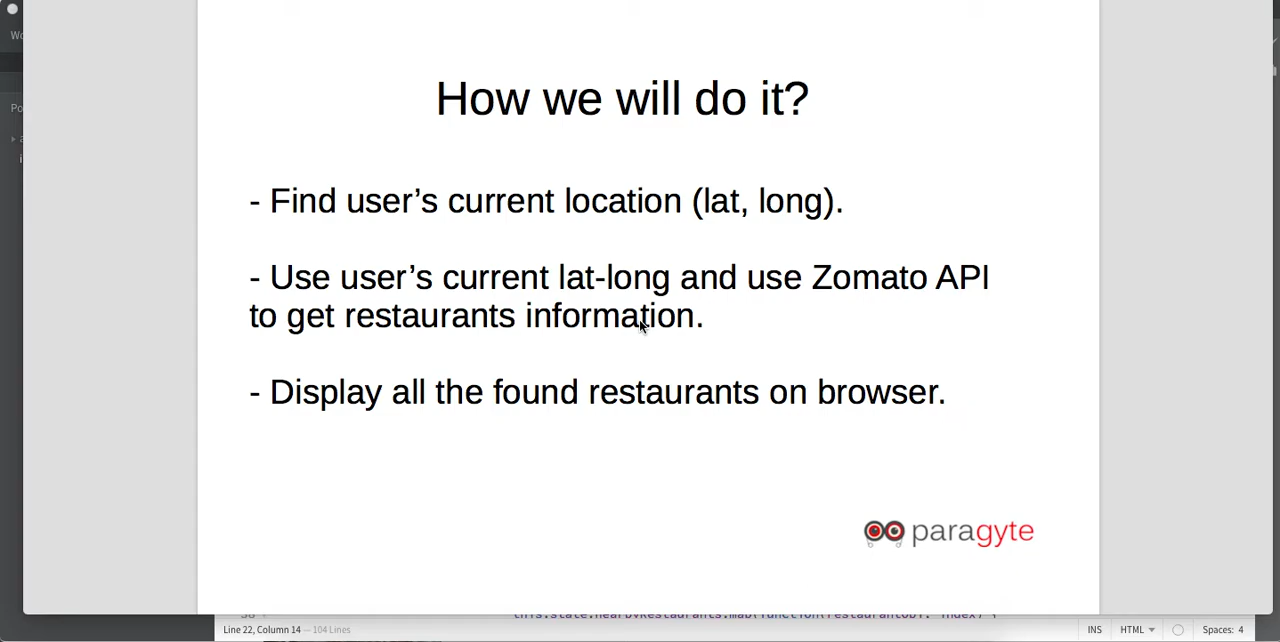 Wo
Po
How we will do it?
- Find user’s current location (lat, long).
- Use user’s current lat-long and use Zomato API
to get restaurants information.
- Display all the found restaurants on browser.
paragyte
Line 22, Column 14 — 104 Lines
INS
HTML
Spaces: 4